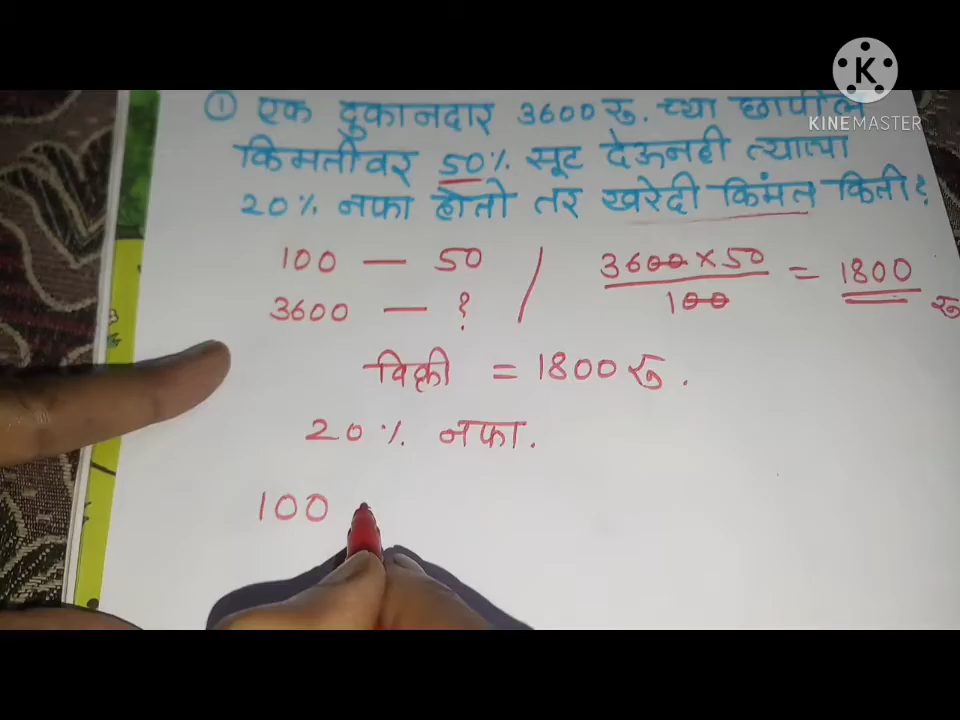 ① एक दुकानदार 3600 रु. च्या छापील
किमतीवर 50% सूट देऊनही त्याचा
20% नफा होतो तर खरेदी किंमत किती?
100 — 50 / 3600 × 50 / 100 = 1800 रु
3600 — ?
विक्री = 1800 रु.
20% नफा.
100
K
KINEMASTER